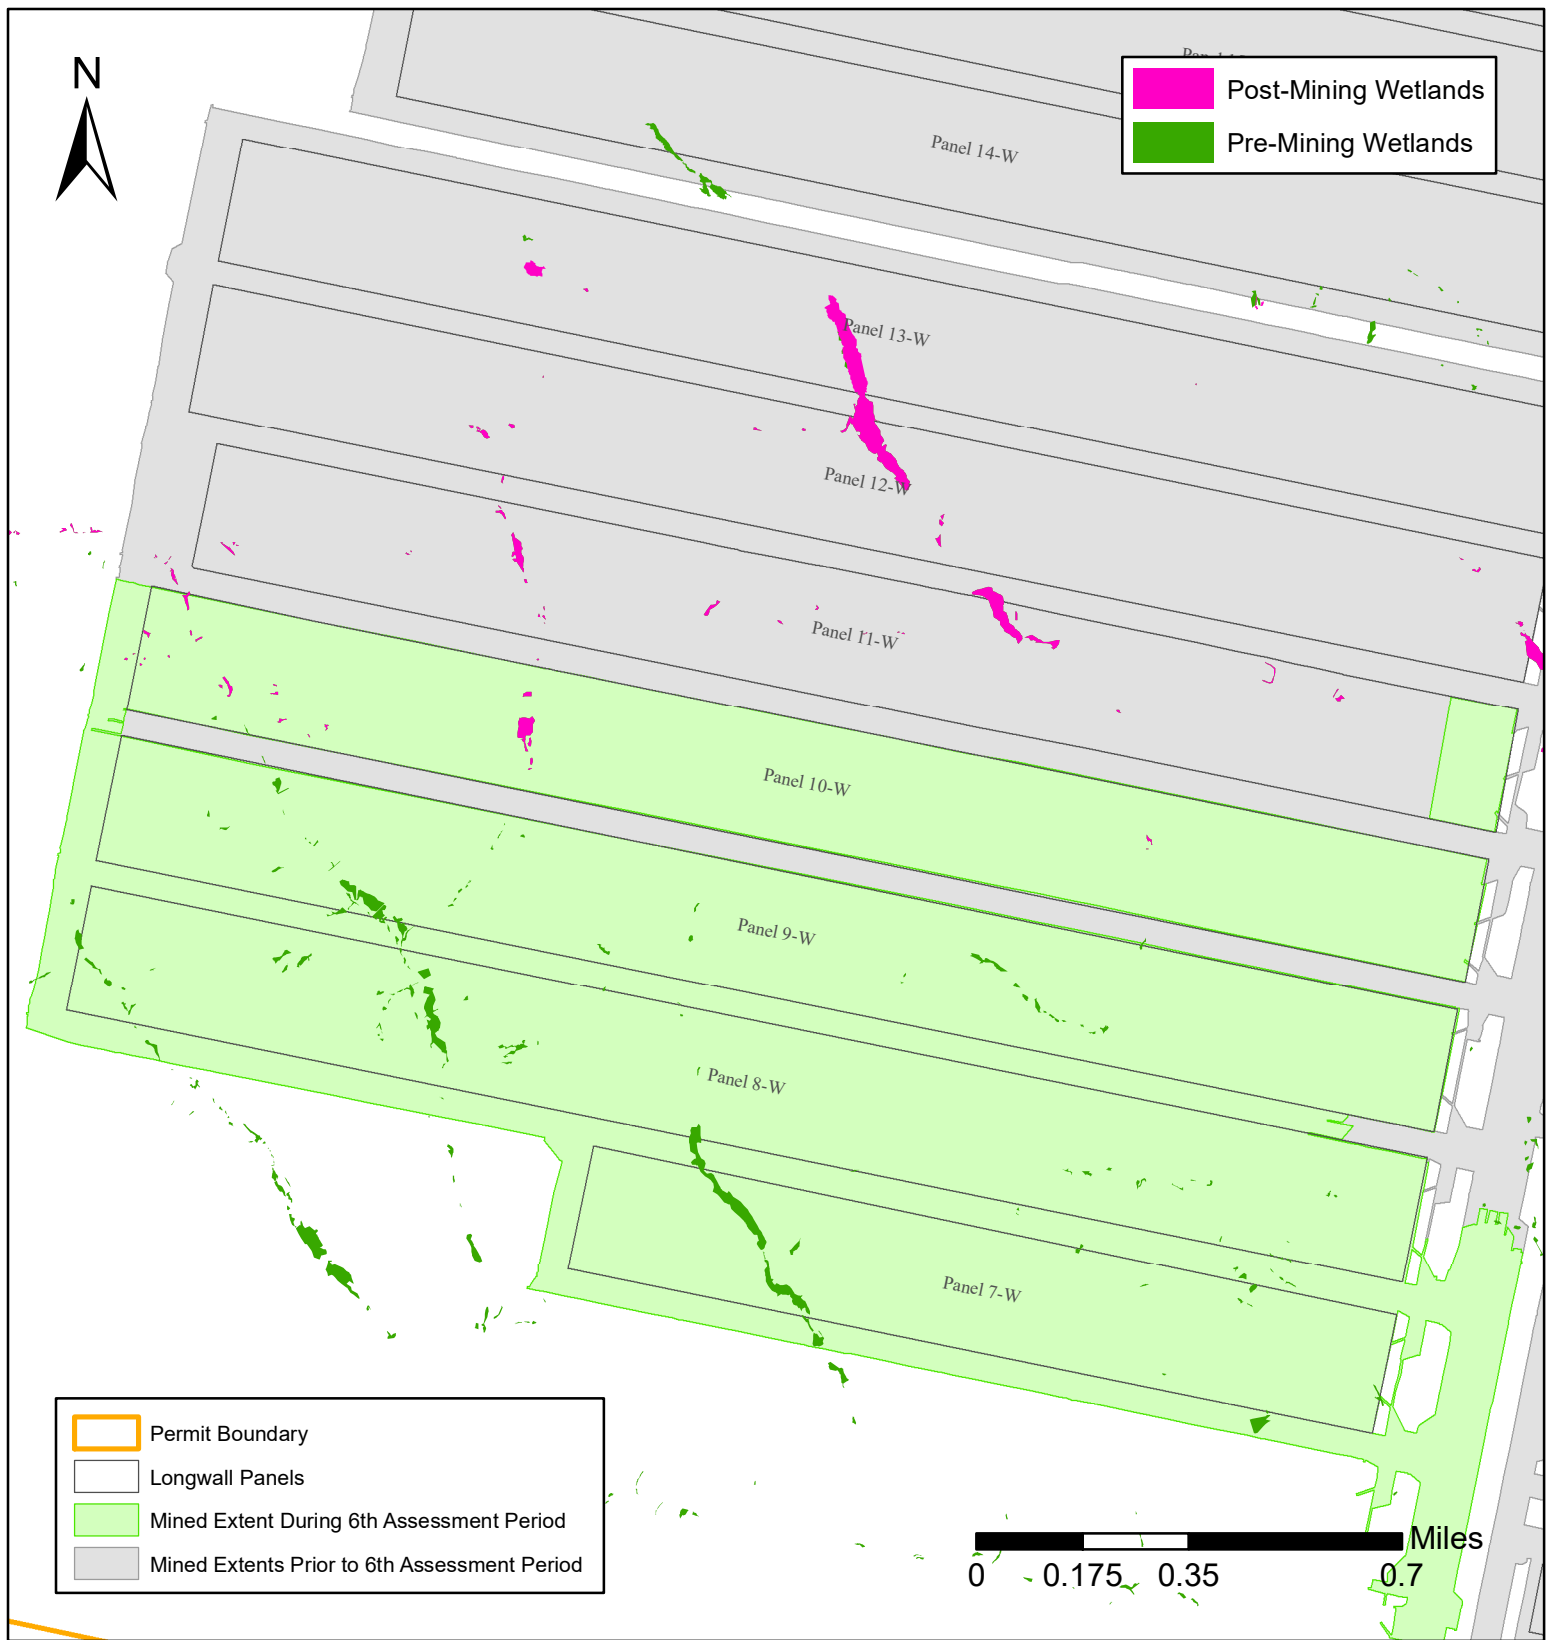 N
Post-Mining Wetlands
Pre-Mining Wetlands
Panel 14-W
Panel 13-W
Panel 12-W
Panel 11-W
Panel 10-W
Panel 9-W
Panel 8-W
Panel 7-W
Permit Boundary
Longwall Panels
Mined Extent During 6th Assessment Period
Mined Extents Prior to 6th Assessment Period
Miles
0 0.175 0.35 0.7